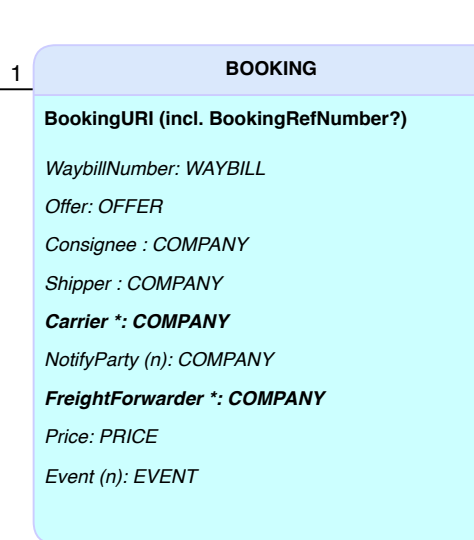 1
BOOKING
BookingURI (incl. BookingRefNumber?)
WaybillNumber: WAYBILL
Offer: OFFER
Consignee : COMPANY
Shipper : COMPANY
Carrier *: COMPANY
NotifyParty (n): COMPANY
FreightForwarder *: COMPANY
Price: PRICE
Event (n): EVENT